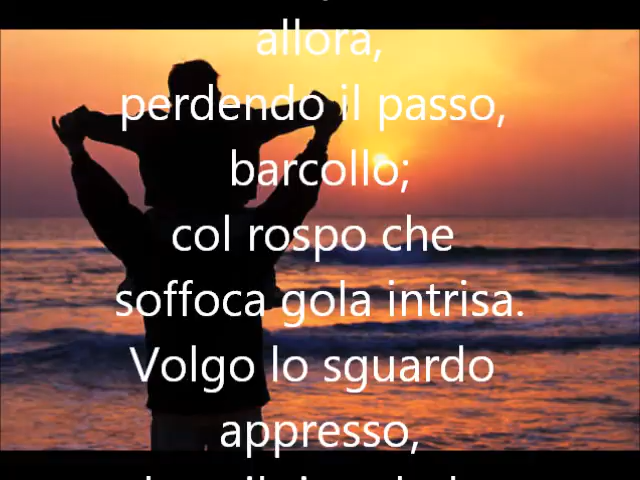 allora,
perdendo il passo,
barcollo;
col rospo che
soffoca gola intrisa.
Volgo lo sguardo
appresso,